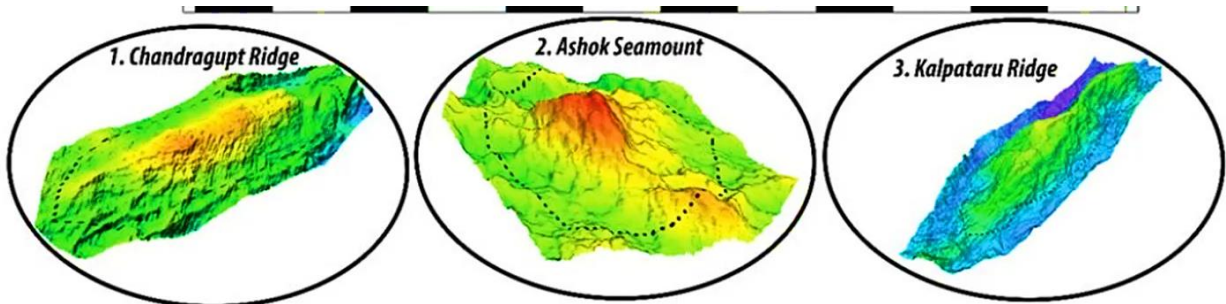 1. Chandragupt Ridge
2. Ashok Seamount
3. Kalpataru Ridge